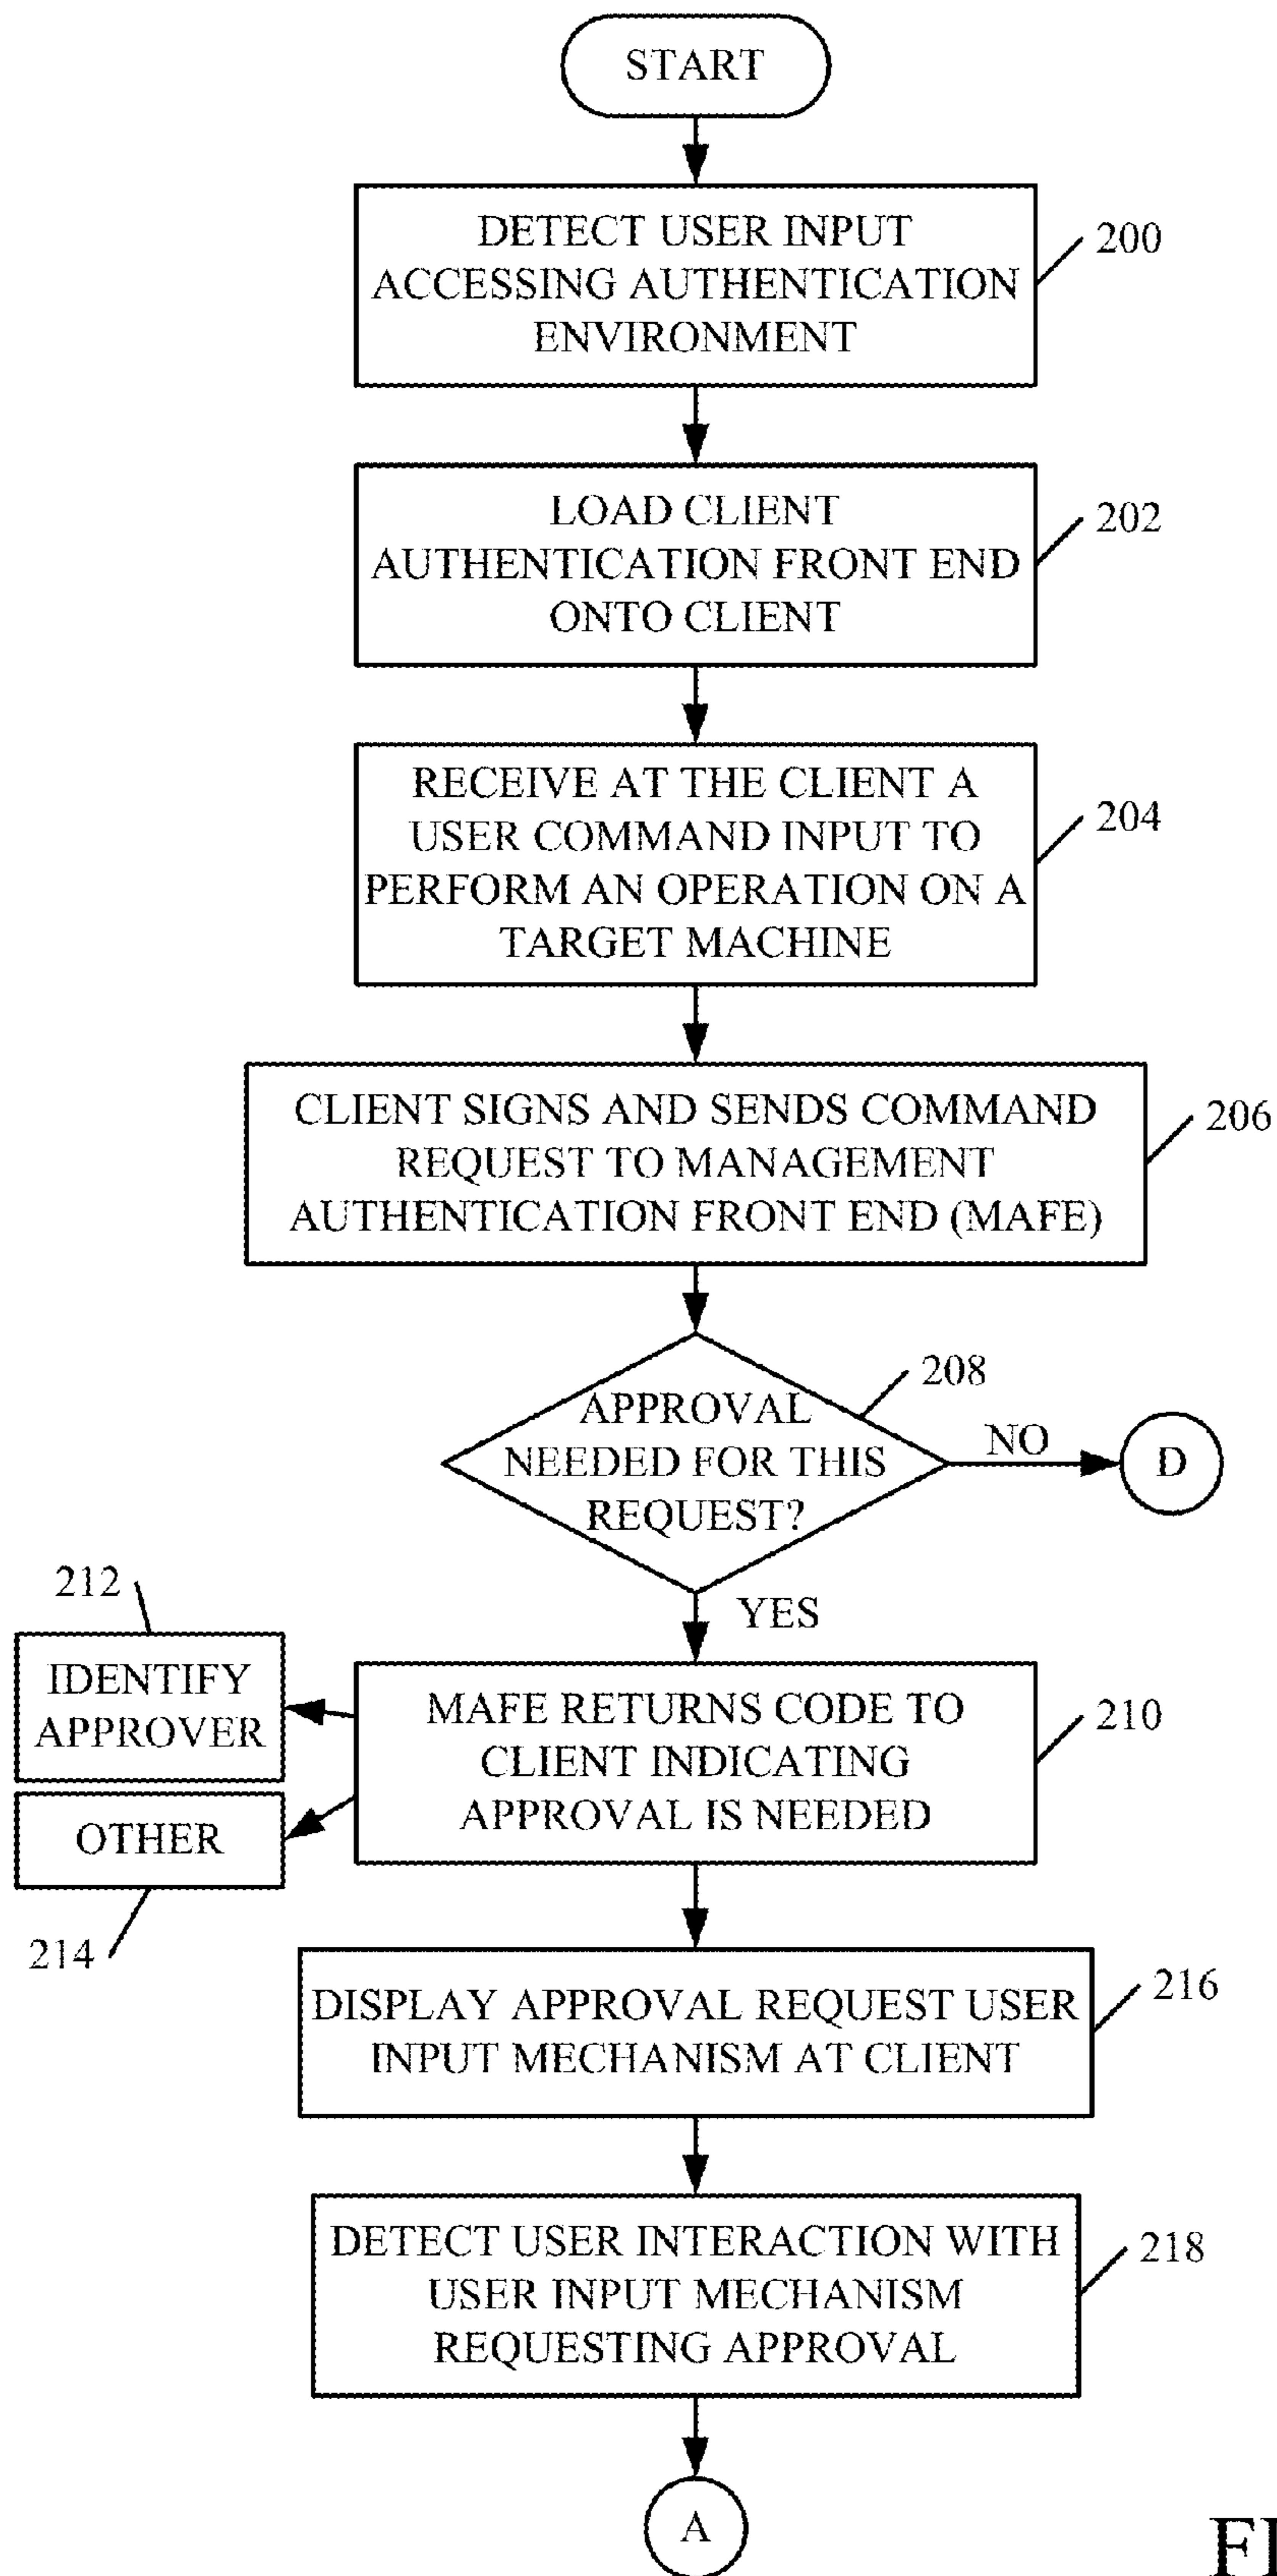 START
DETECT USER INPUT
ACCESSING AUTHENTICATION
ENVIRONMENT
200
LOAD CLIENT
AUTHENTICATION FRONT END
ONTO CLIENT
202
RECEIVE AT THE CLIENT A
USER COMMAND INPUT TO
PERFORM AN OPERATION ON A
TARGET MACHINE
204
CLIENT SIGNS AND SENDS COMMAND
REQUEST TO MANAGEMENT
AUTHENTICATION FRONT END (MAFE)
206
APPROVAL
NEEDED FOR THIS
REQUEST?
208
NO
D
YES
212
IDENTIFY
APPROVER
OTHER
214
MAFE RETURNS CODE TO
CLIENT INDICATING
APPROVAL IS NEEDED
210
DISPLAY APPROVAL REQUEST USER
INPUT MECHANISM AT CLIENT
216
DETECT USER INTERACTION WITH
USER INPUT MECHANISM
REQUESTING APPROVAL
218
A